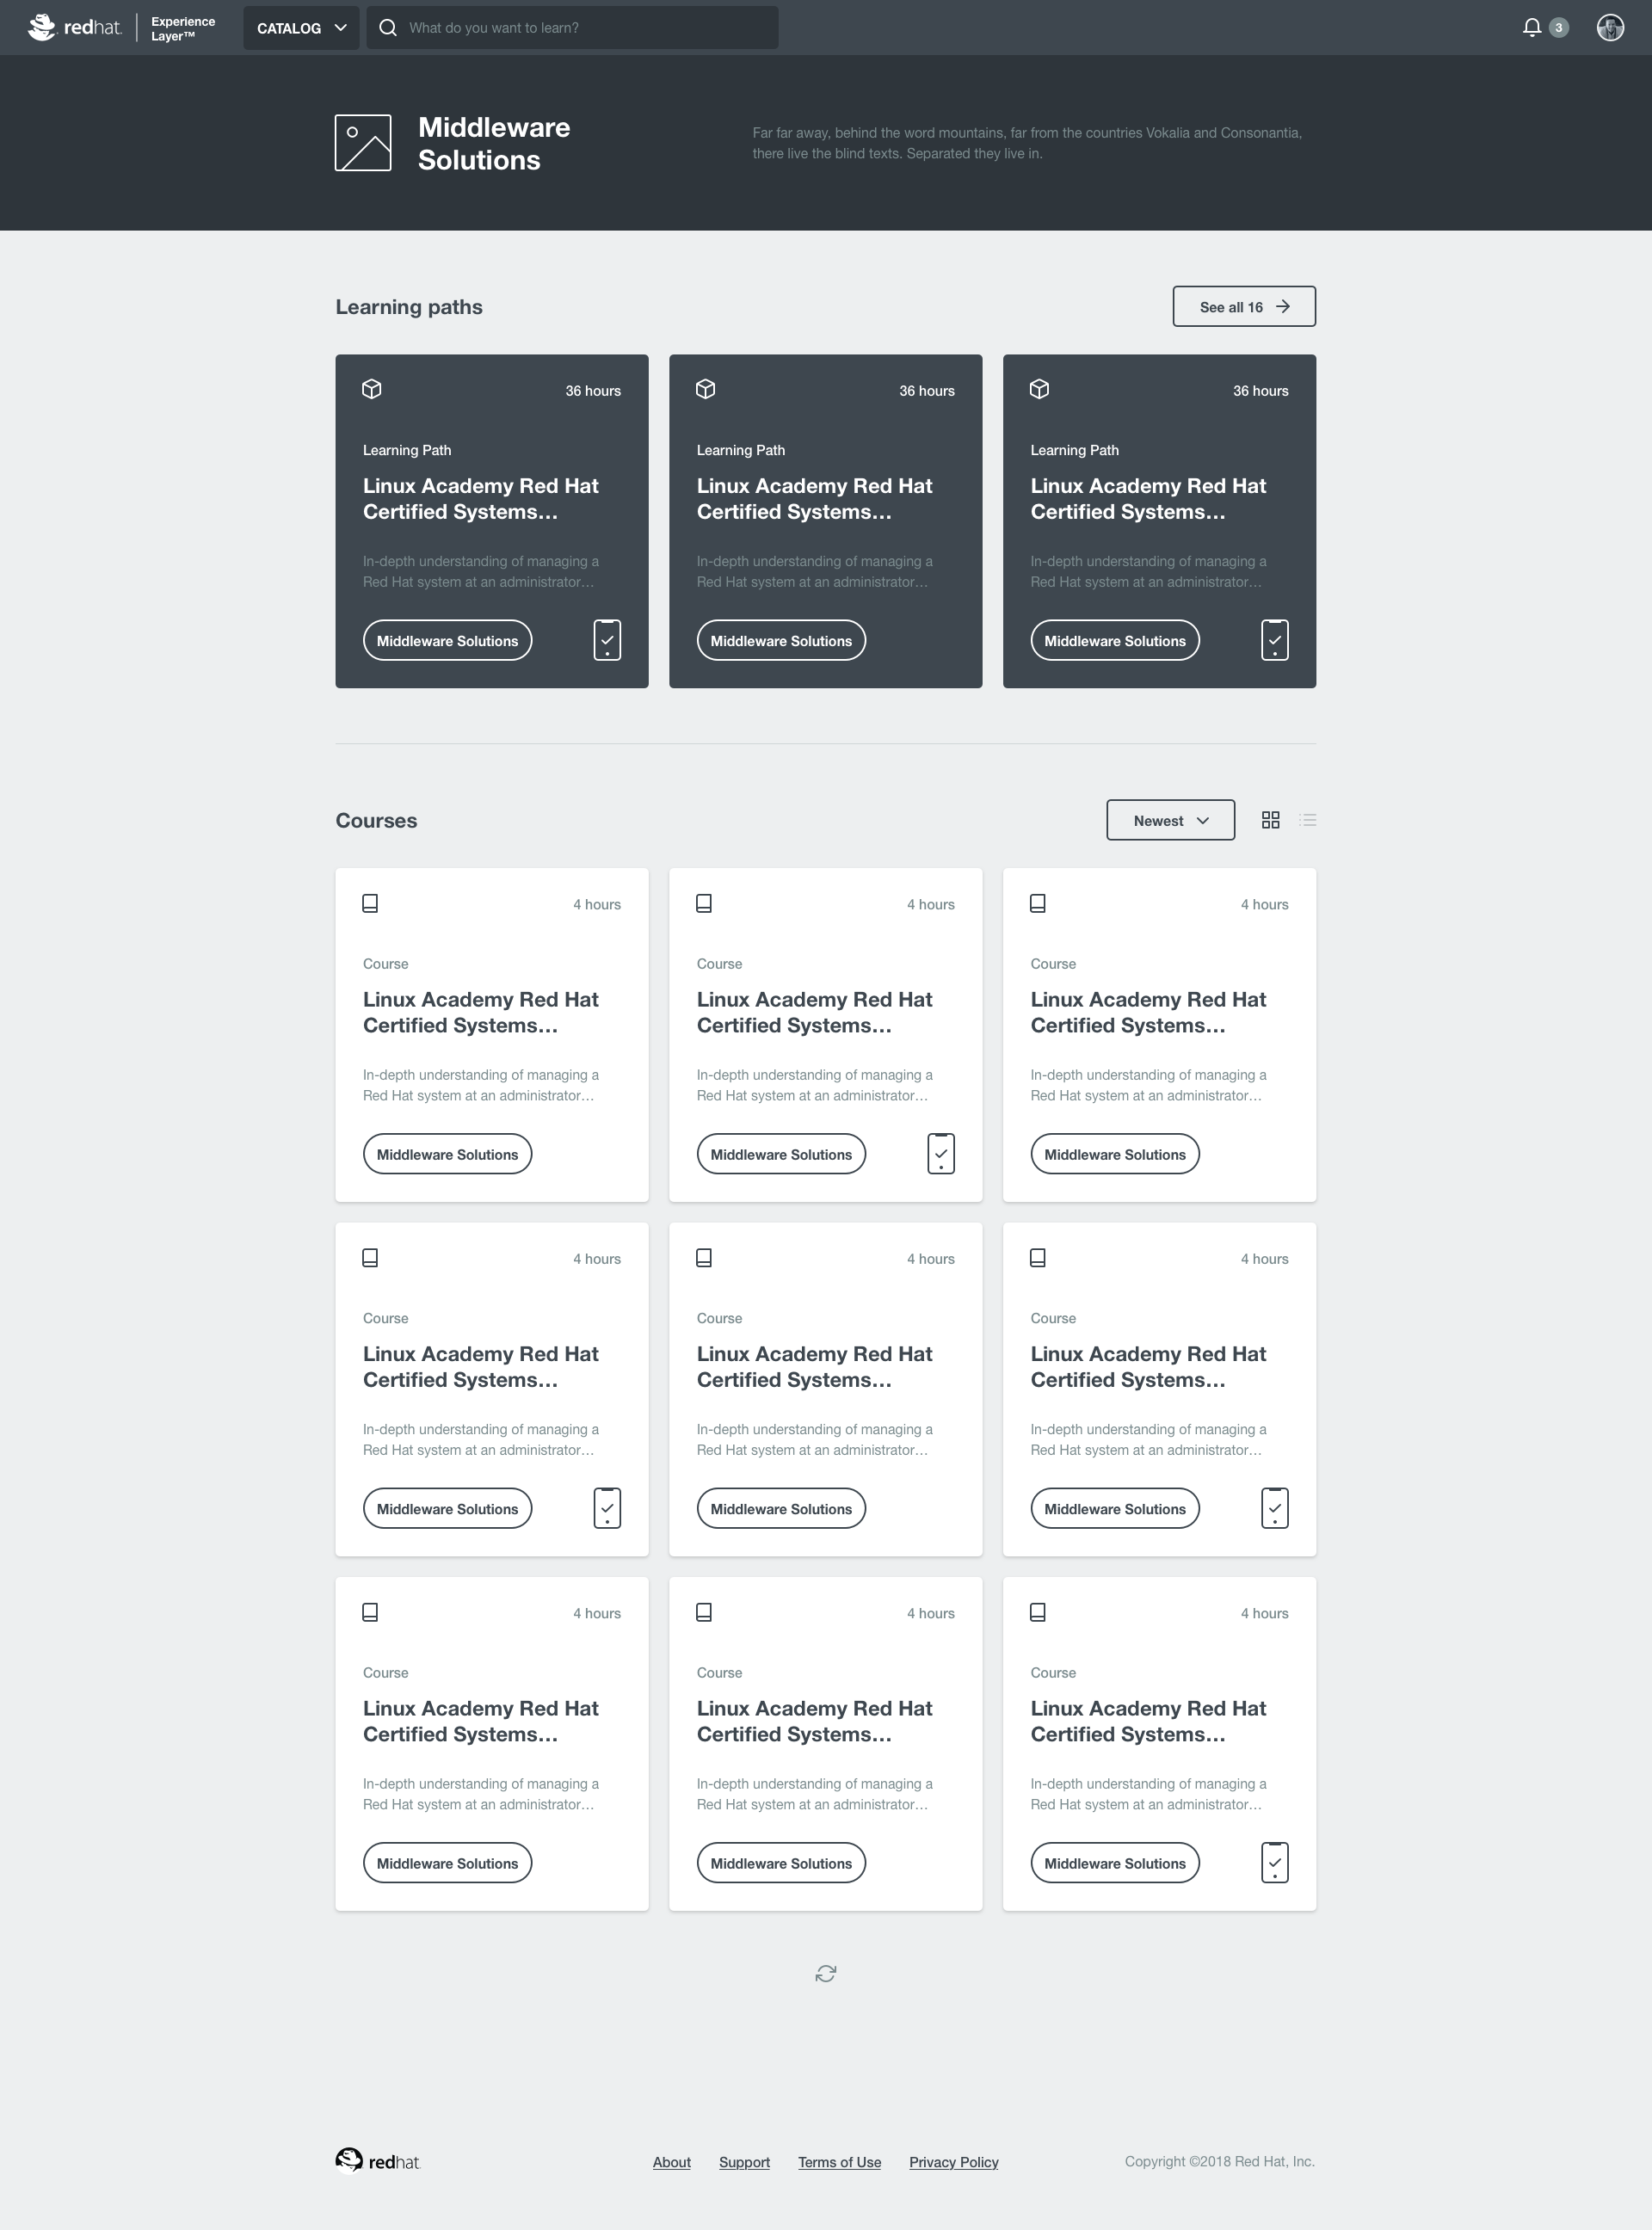 redhat.
Experience
Layer™
CATALOG
What do you want to learn?
3
Middleware
Solutions
Far far away, behind the word mountains, far from the countries Vokalia and Consonantia,
there live the blind texts. Separated they live in.
Learning paths
See all 16
36 hours
Learning Path
Linux Academy Red Hat
Certified Systems...
In-depth understanding of managing a
Red Hat system at an administrator...
Middleware Solutions
36 hours
Learning Path
Linux Academy Red Hat
Certified Systems...
In-depth understanding of managing a
Red Hat system at an administrator...
Middleware Solutions
36 hours
Learning Path
Linux Academy Red Hat
Certified Systems...
In-depth understanding of managing a
Red Hat system at an administrator...
Middleware Solutions
Courses
Newest
4 hours
Course
Linux Academy Red Hat
Certified Systems...
In-depth understanding of managing a
Red Hat system at an administrator...
Middleware Solutions
4 hours
Course
Linux Academy Red Hat
Certified Systems...
In-depth understanding of managing a
Red Hat system at an administrator...
Middleware Solutions
4 hours
Course
Linux Academy Red Hat
Certified Systems...
In-depth understanding of managing a
Red Hat system at an administrator...
Middleware Solutions
4 hours
Course
Linux Academy Red Hat
Certified Systems...
In-depth understanding of managing a
Red Hat system at an administrator...
Middleware Solutions
4 hours
Course
Linux Academy Red Hat
Certified Systems...
In-depth understanding of managing a
Red Hat system at an administrator...
Middleware Solutions
4 hours
Course
Linux Academy Red Hat
Certified Systems...
In-depth understanding of managing a
Red Hat system at an administrator...
Middleware Solutions
4 hours
Course
Linux Academy Red Hat
Certified Systems...
In-depth understanding of managing a
Red Hat system at an administrator...
Middleware Solutions
4 hours
Course
Linux Academy Red Hat
Certified Systems...
In-depth understanding of managing a
Red Hat system at an administrator...
Middleware Solutions
4 hours
Course
Linux Academy Red Hat
Certified Systems...
In-depth understanding of managing a
Red Hat system at an administrator...
Middleware Solutions
redhat.
About
Support
Terms of Use
Privacy Policy
Copyright ©2018 Red Hat, Inc.